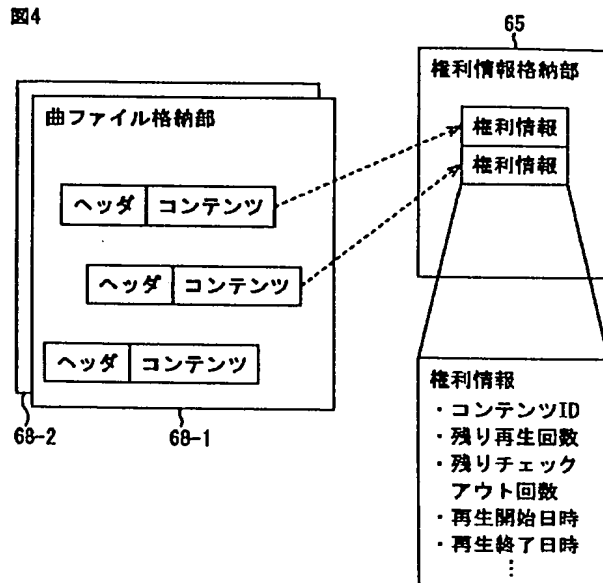 図4
65
権利情報格納部
曲ファイル格納部
権利情報
権利情報
ヘッダ コンテンツ
ヘッダ コンテンツ
ヘッダ コンテンツ
68-2 68-1
権利情報
・コンテンツID
・残り再生回数
・残りチェック
アウト回数
・再生開始日時
・再生終了日時
⋮